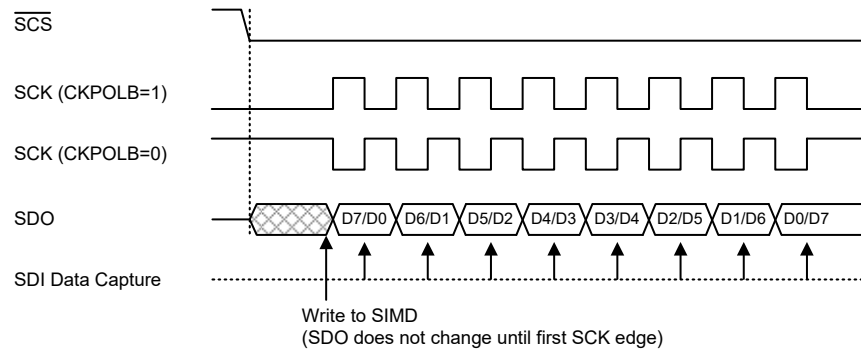 SCS
SCK (CKPOLB=1)
SCK (CKPOLB=0)
SDO
D7/D0 D6/D1 D5/D2 D4/D3 D3/D4 D2/D5 D1/D6 D0/D7
SDI Data Capture
Write to SIMD
(SDO does not change until first SCK edge)